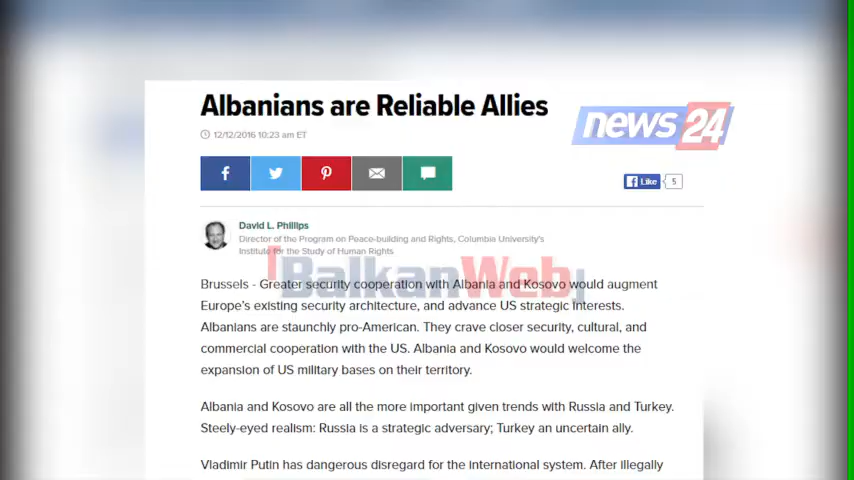 Albanians are Reliable Allies
news 24
12/12/2016 10:23 am ET
Like 5
David L. Phillips
Director of the Program on Peace-building and Rights, Columbia University's
Institute for the Study of Human Rights
BalkanWeb
Brussels - Greater security cooperation with Albania and Kosovo would augment
Europe's existing security architecture, and advance US strategic interests.
Albanians are staunchly pro-American. They crave closer security, cultural, and
commercial cooperation with the US. Albania and Kosovo would welcome the
expansion of US military bases on their territory.
Albania and Kosovo are all the more important given trends with Russia and Turkey.
Steely-eyed realism: Russia is a strategic adversary; Turkey an uncertain ally.
Vladimir Putin has dangerous disregard for the international system. After illegally